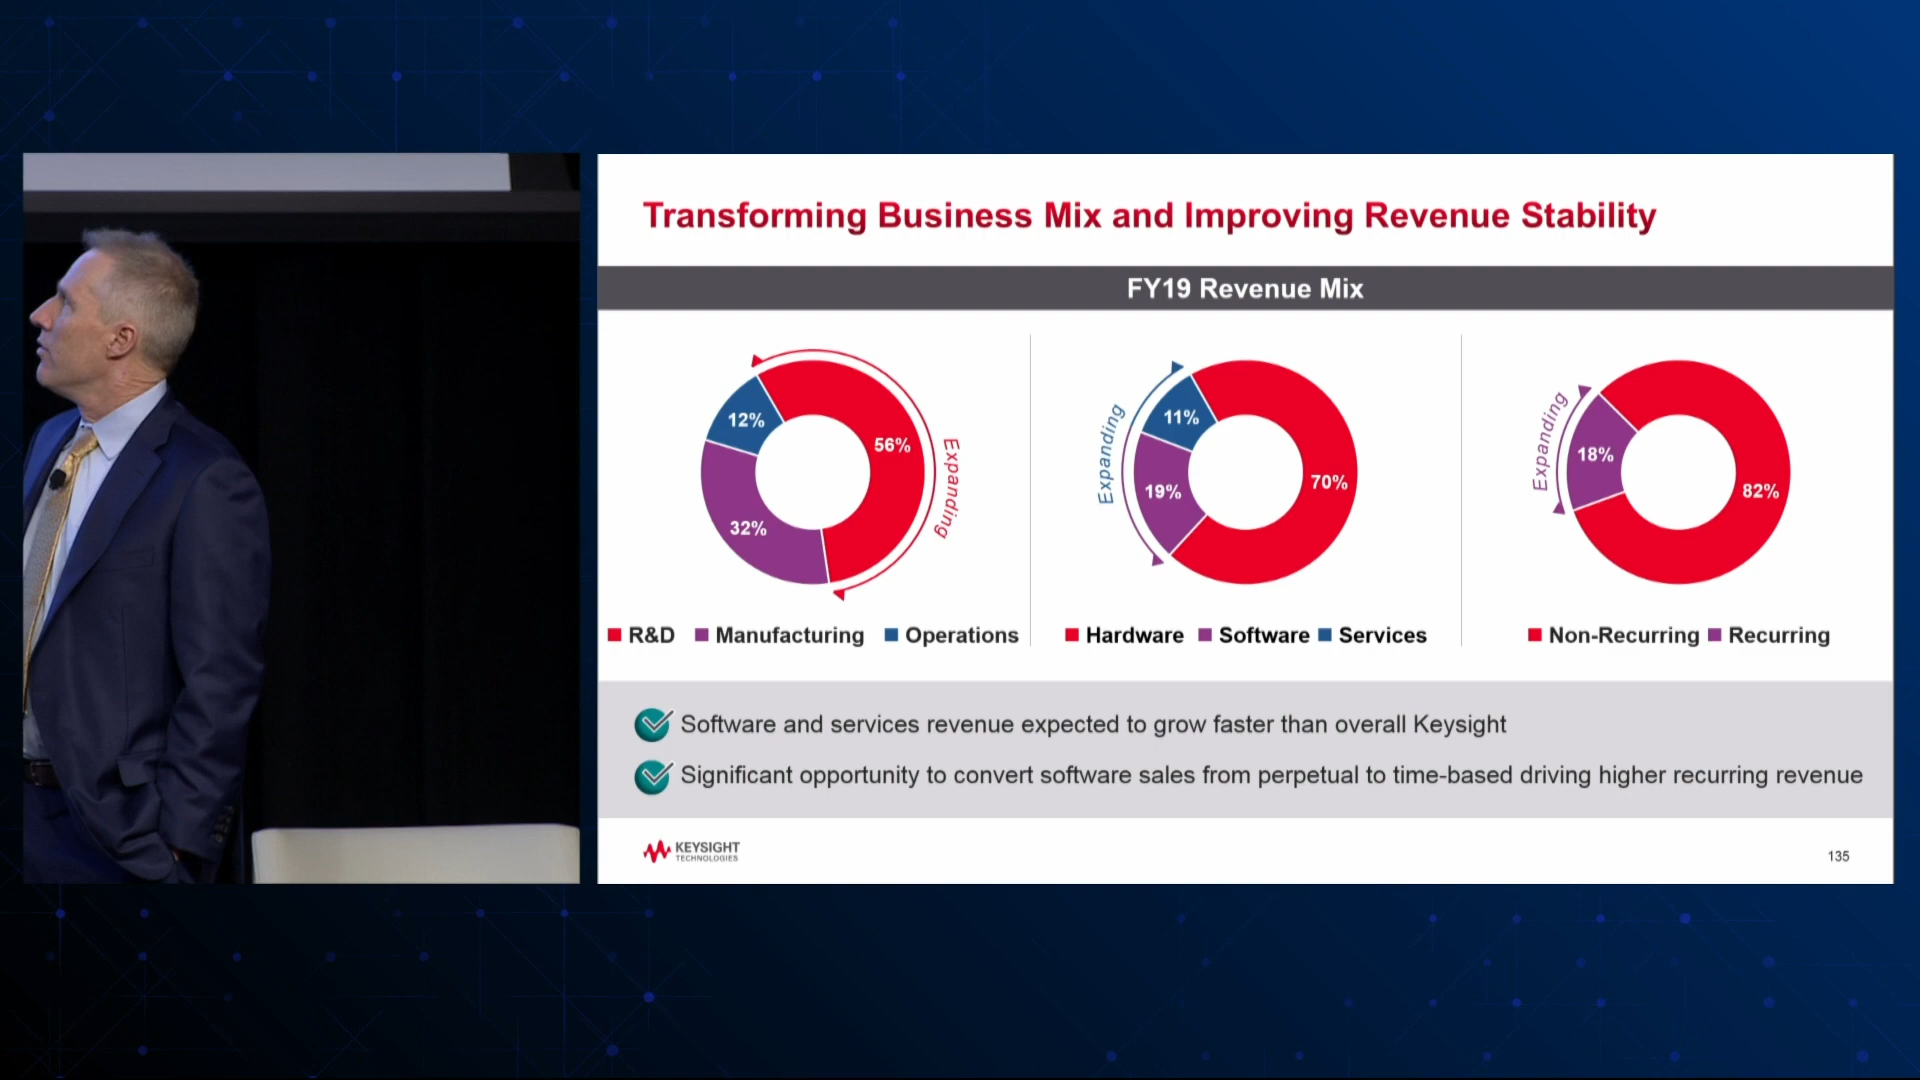 Transforming Business Mix and Improving Revenue Stability
FY19 Revenue Mix
12%
56%
32%
Expanding
R&D Manufacturing Operations
Expanding
11%
19%
70%
Hardware Software Services
Expanding
18%
82%
Non-Recurring Recurring
Software and services revenue expected to grow faster than overall Keysight
Significant opportunity to convert software sales from perpetual to time-based driving higher recurring revenue
KEYSIGHT
TECHNOLOGIES
135